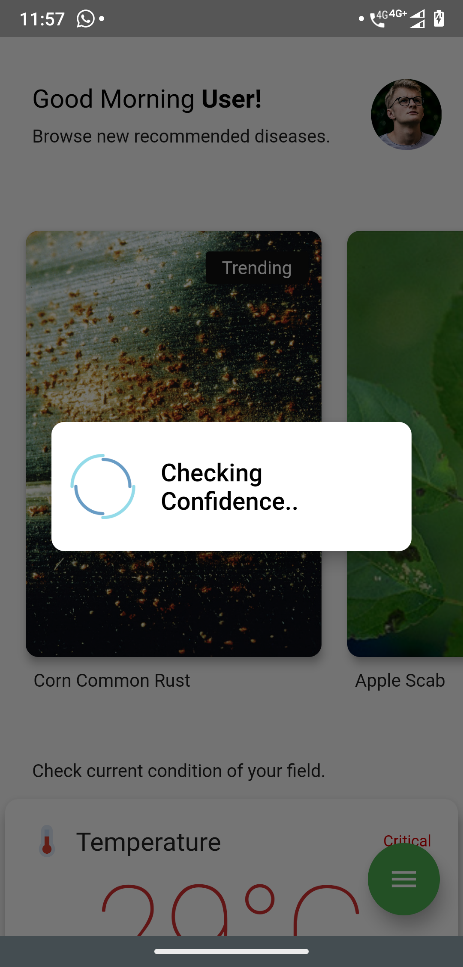 11:57
4G 4G+
Good Morning User!
Browse new recommended diseases.
Trending
Checking
Confidence..
Corn Common Rust
Apple Scab
Check current condition of your field.
Temperature
Critical
29°C